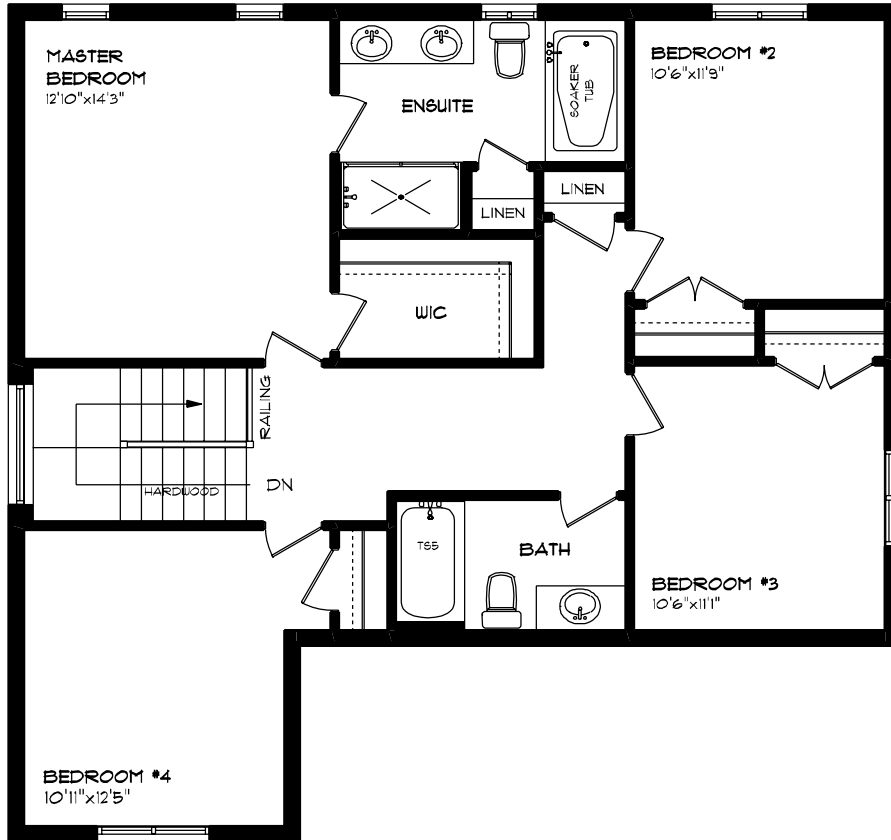 MASTER
BEDROOM
12'10"x14'3"
ENSUITE
SOAKER
TUB
BEDROOM #2
10'6"x11'9"
LINEN
LINEN
WIC
RAILING
HARDWOOD
DN
TS5
BATH
BEDROOM #3
10'6"x11'1"
BEDROOM #4
10'11"x12'5"